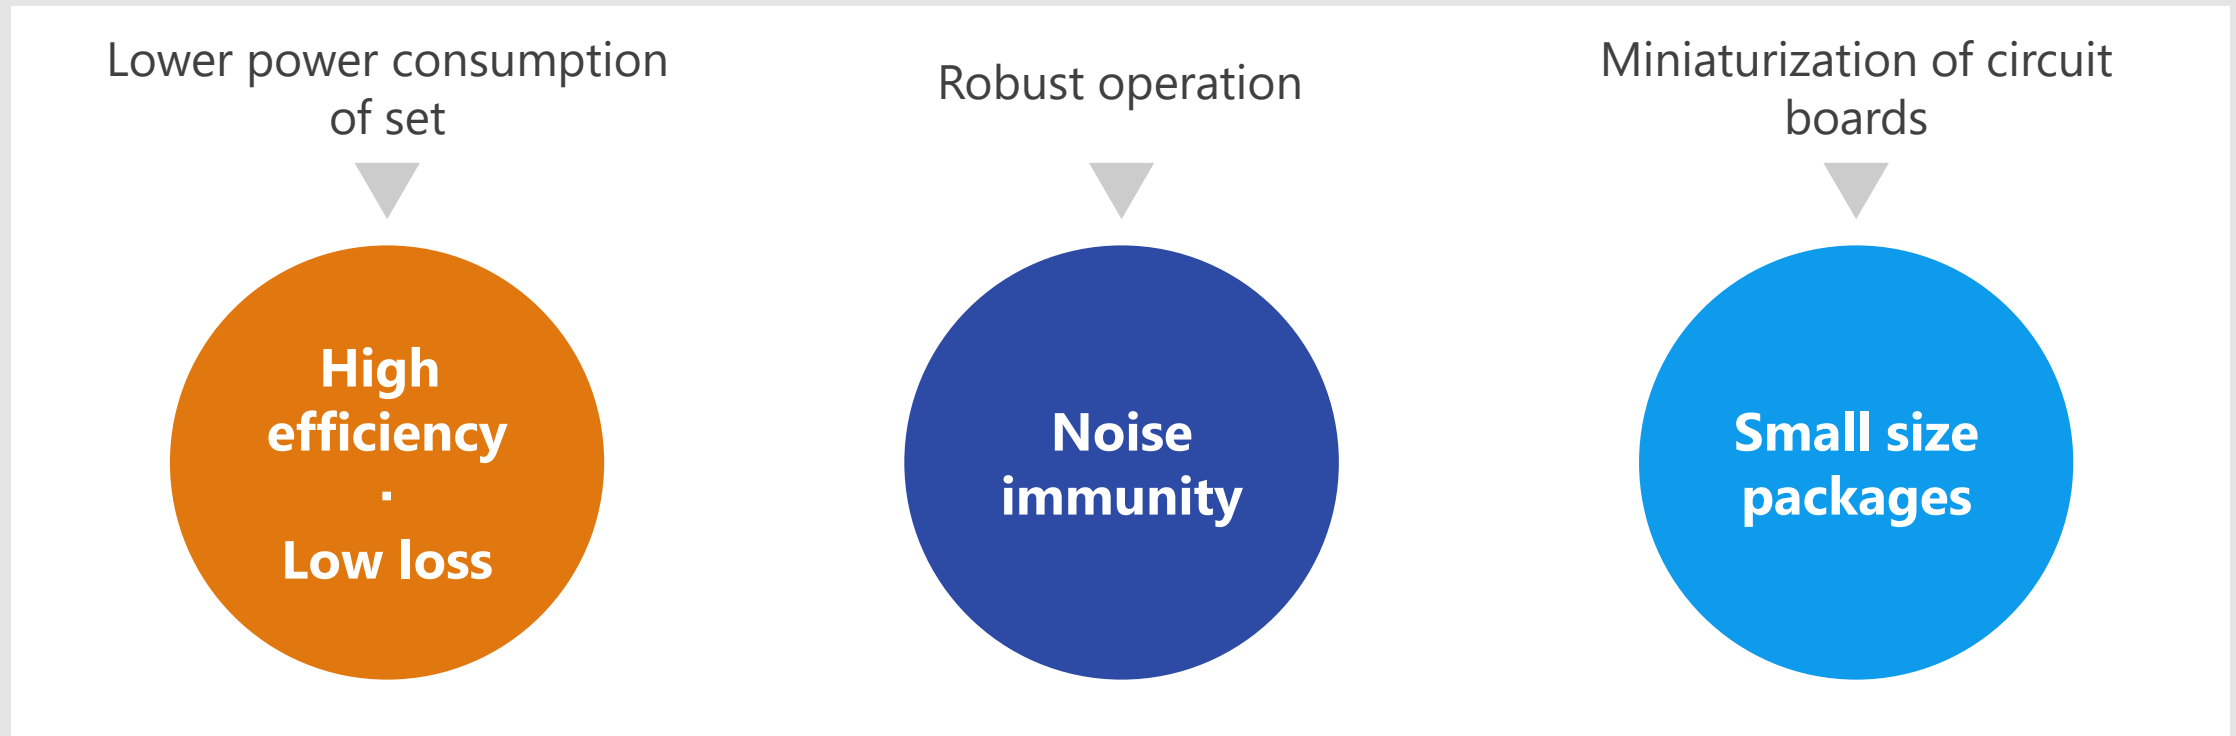 Lower power consumption
of set
Robust operation
Miniaturization of circuit
boards
High
efficiency
·
Low loss
Noise
immunity
Small size
packages